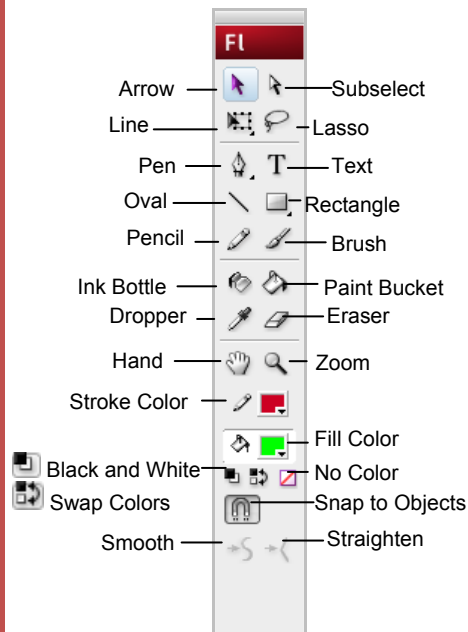 Fl
Arrow
Subselect
Line
Lasso
Pen
T
Text
Oval
Rectangle
Pencil
Brush
Ink Bottle
Paint Bucket
Dropper
Eraser
Hand
Zoom
Stroke Color
Fill Color
Black and White
No Color
Swap Colors
Snap to Objects
Smooth
Straighten